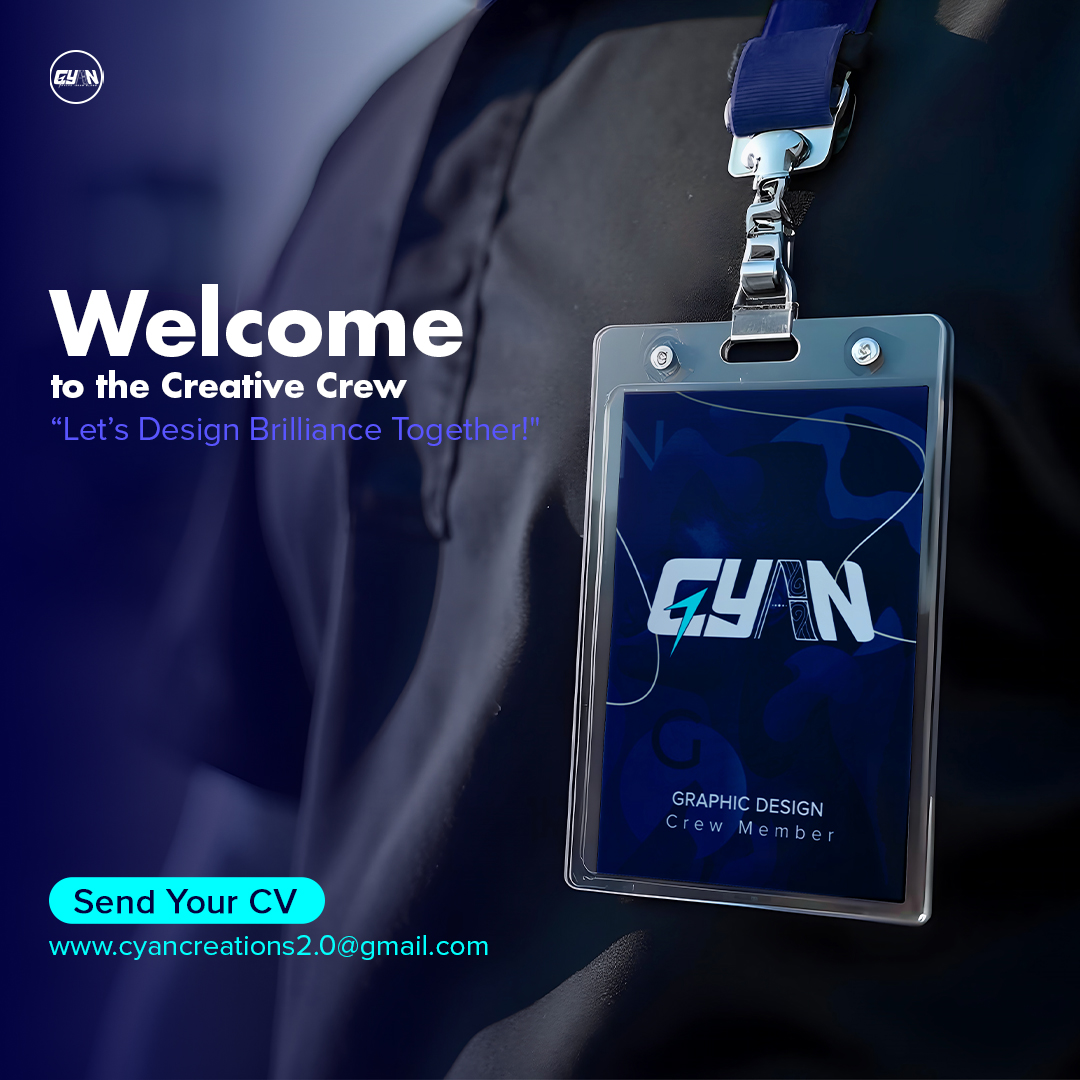 CYAN
Welcome
to the Creative Crew
“Let’s Design Brilliance Together!"
N
CYAN
G
GRAPHIC DESIGN
Crew Member
Send Your CV
www.cyancreations2.0@gmail.com